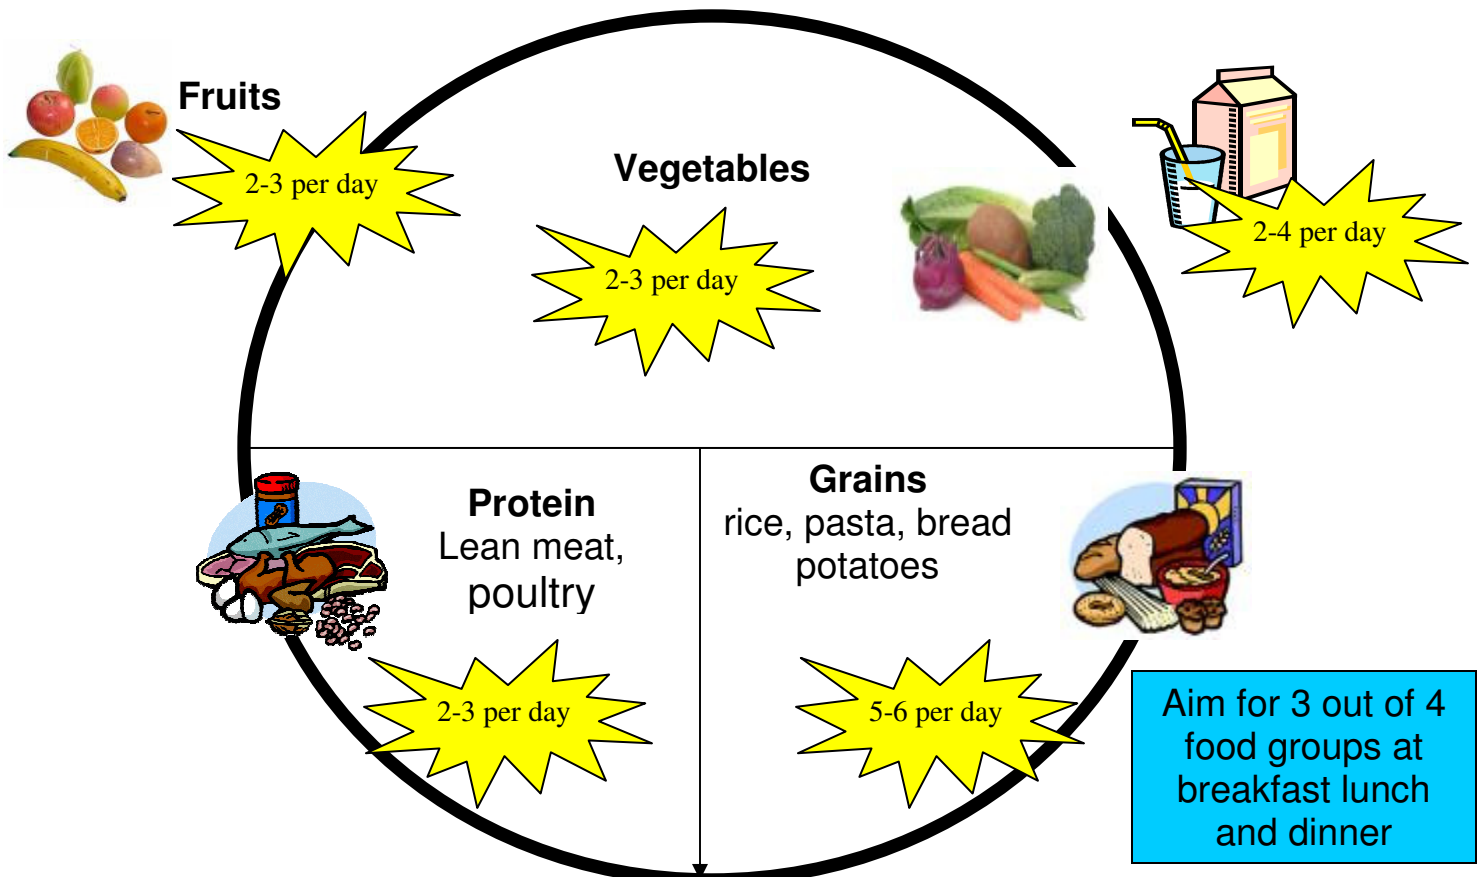 Fruits
2-3 per day
Vegetables
2-3 per day
2-4 per day
Protein
Lean meat,
poultry
2-3 per day
Grains
rice, pasta, bread
potatoes
5-6 per day
Aim for 3 out of 4
food groups at
breakfast lunch
and dinner